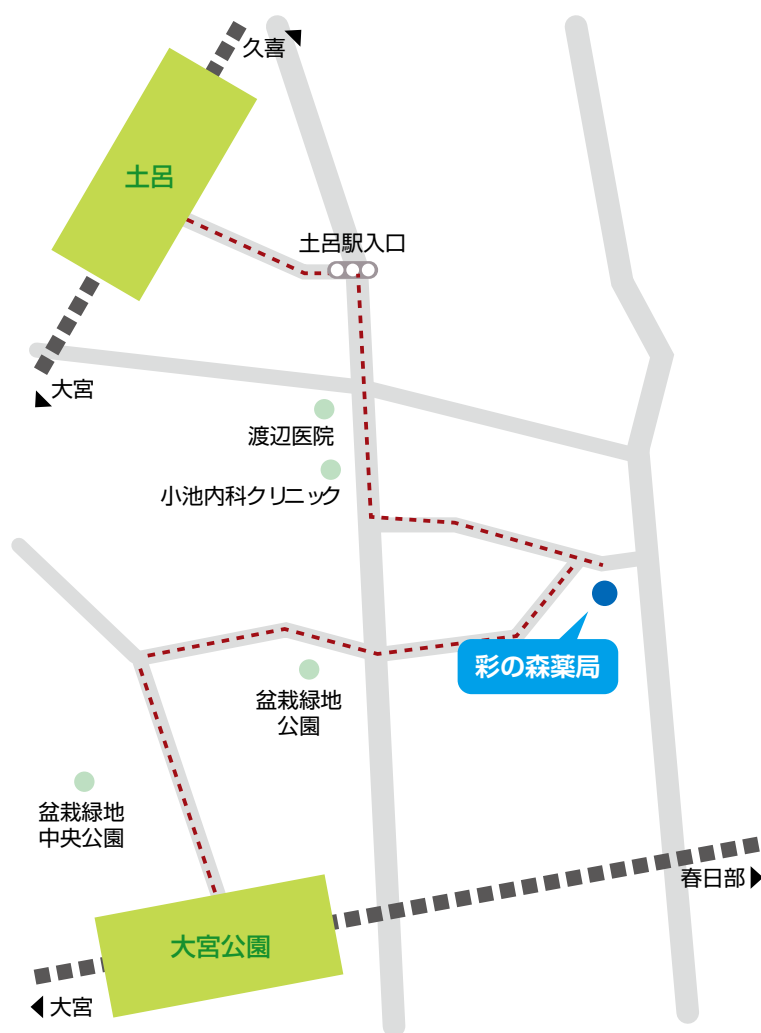 久喜
土呂
土呂駅入口
大宮
渡辺医院
小池内科クリニック
彩の森薬局
盆栽緑地
公園
盆栽緑地
中央公園
春日部
大宮公園
大宮